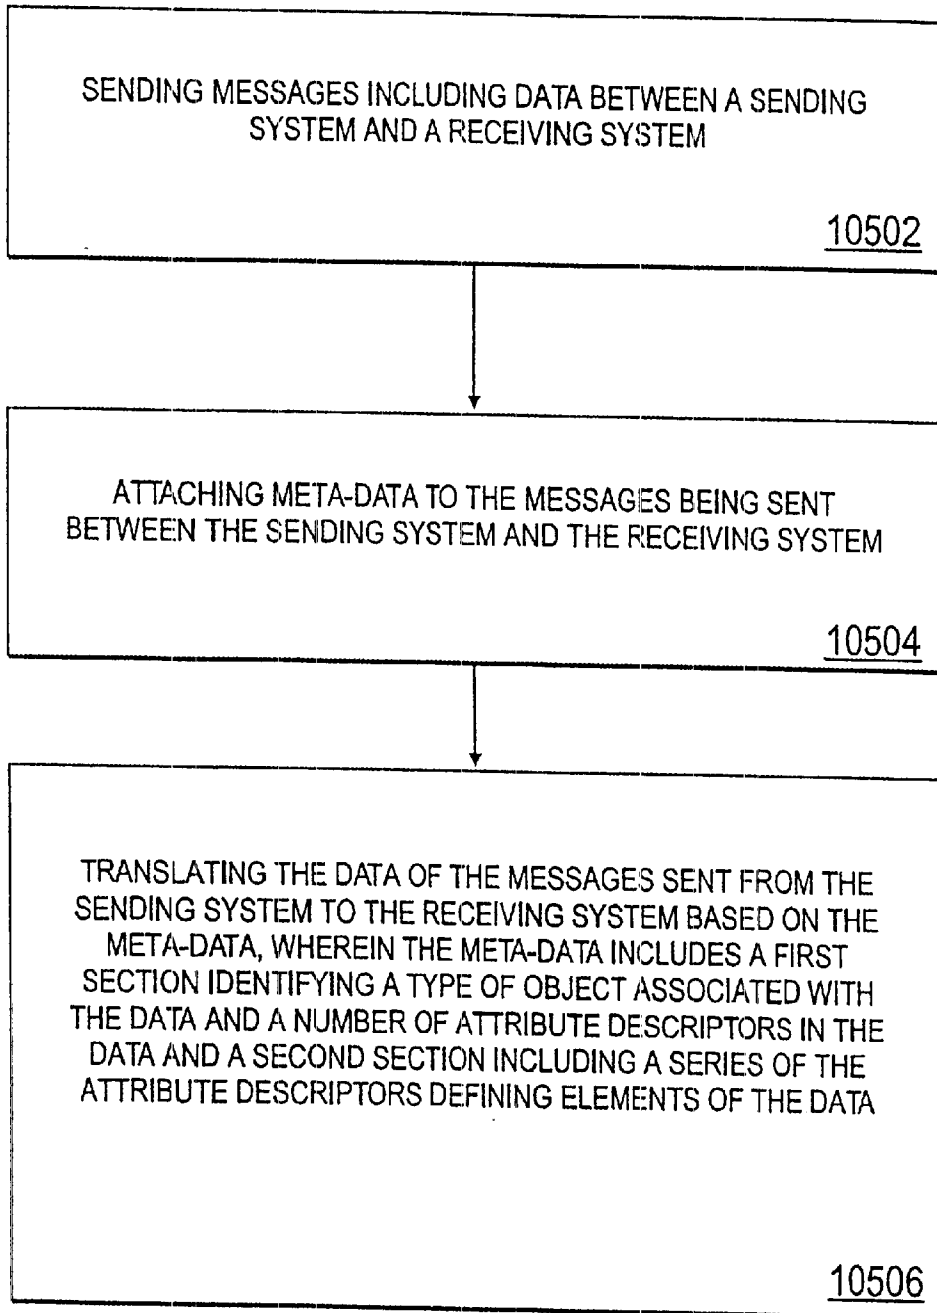 SENDING MESSAGES INCLUDING DATA BETWEEN A SENDING
SYSTEM AND A RECEIVING SYSTEM
10502
ATTACHING META-DATA TO THE MESSAGES BEING SENT
BETWEEN THE SENDING SYSTEM AND THE RECEIVING SYSTEM
10504
TRANSLATING THE DATA OF THE MESSAGES SENT FROM THE
SENDING SYSTEM TO THE RECEIVING SYSTEM BASED ON THE
META-DATA, WHEREIN THE META-DATA INCLUDES A FIRST
SECTION IDENTIFYING A TYPE OF OBJECT ASSOCIATED WITH
THE DATA AND A NUMBER OF ATTRIBUTE DESCRIPTORS IN THE
DATA AND A SECOND SECTION INCLUDING A SERIES OF THE
ATTRIBUTE DESCRIPTORS DEFINING ELEMENTS OF THE DATA
10506